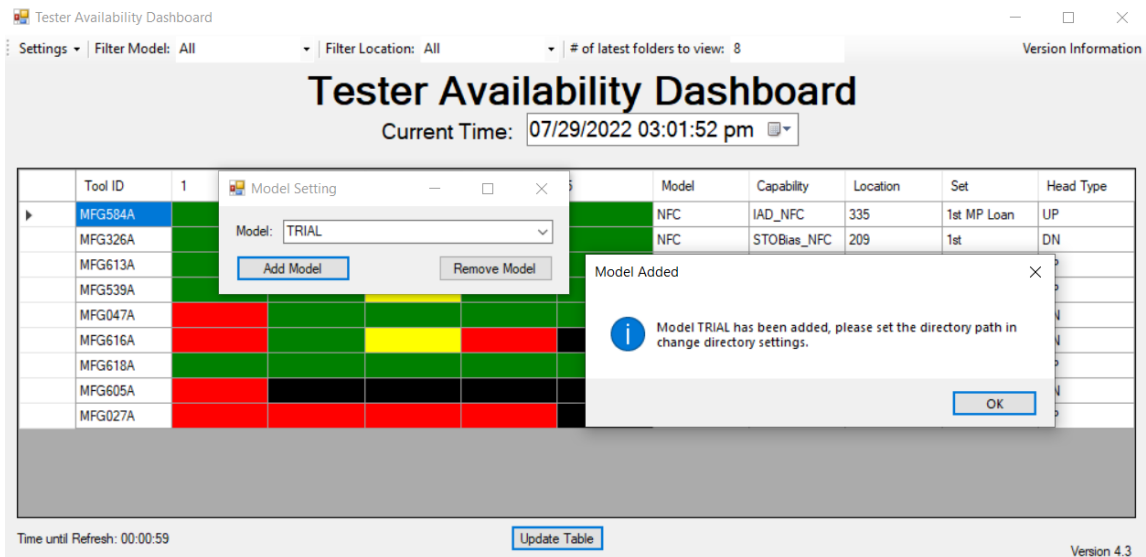 Tester Availability Dashboard
Settings Filter Model: All Filter Location: All # of latest folders to view: 8 Version Information
Tester Availability Dashboard
Current Time: 07/29/2022 03:01:52 pm
Tool ID 1 Model Capability Location Set Head Type
MFG584A NFC IAD_NFC 335 1st MP Loan UP
MFG326A NFC STOBias_NFC 209 1st DN
MFG613A
MFG539A
MFG047A
MFG616A
MFG618A
MFG605A
MFG027A
Model Setting
Model: TRIAL
Add Model Remove Model
Model Added
Model TRIAL has been added, please set the directory path in
change directory settings.
OK
Time until Refresh: 00:00:59 Update Table
Version 4.3